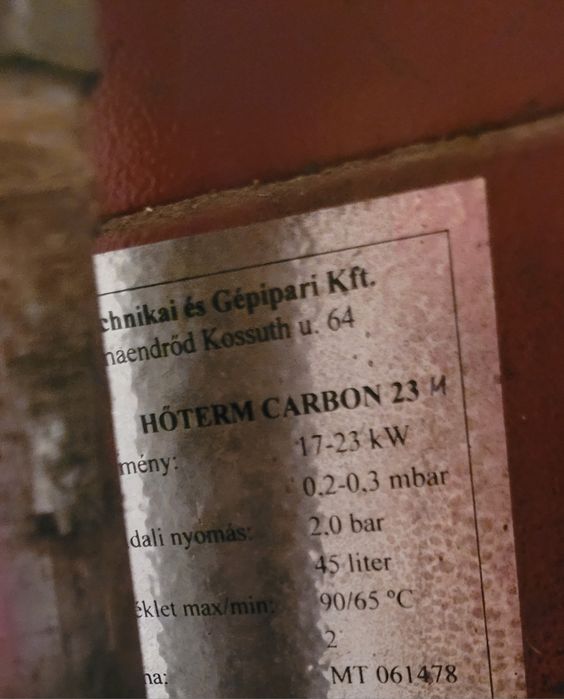 chnikai és Gépipari Kft.
naendrőd Kossuth u. 64
HŐTERM CARBON 23 M
mény: 17-23 kW
0,2-0,3 mbar
dali nyomás: 2,0 bar
45 liter
éklet max/min: 90/65 °C
2
na: MT 061478